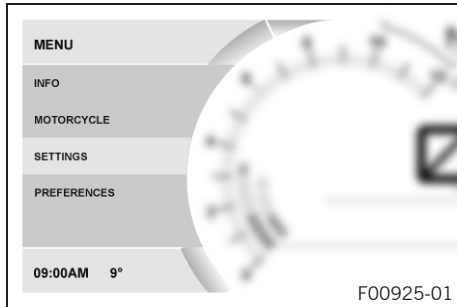 MENU
INFO
MOTORCYCLE
SETTINGS
PREFERENCES
09:00AM 9°
F00925-01